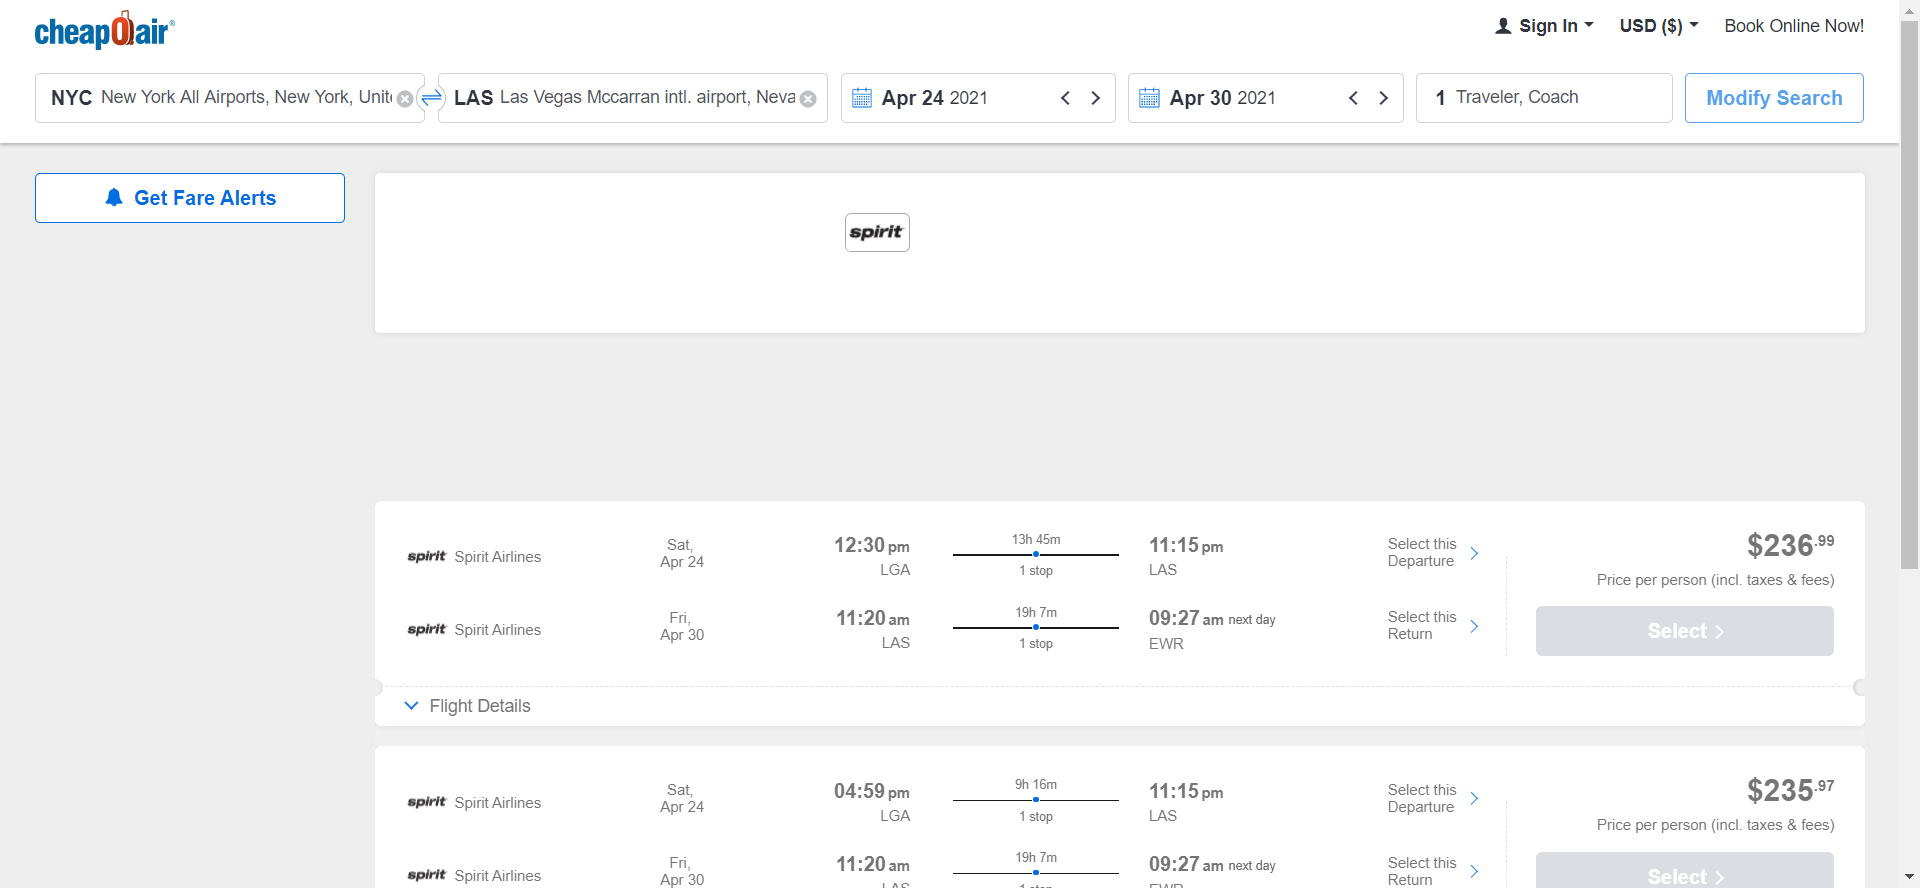 cheapOair®
Sign In
USD ($)
Book Online Now!
NYC New York All Airports, New York, Unit
LAS Las Vegas Mccarran intl. airport, Neva
Apr 24 2021
Apr 30 2021
1 Traveler, Coach
Modify Search
Get Fare Alerts
spirit
spirit Spirit Airlines
Sat,
Apr 24
12:30 pm
LGA
13h 45m
1 stop
11:15 pm
LAS
Select this
Departure
$236.99
Price per person (incl. taxes & fees)
spirit Spirit Airlines
Fri,
Apr 30
11:20 am
LAS
19h 7m
1 stop
09:27 am next day
EWR
Select this
Return
Select
Flight Details
spirit Spirit Airlines
Sat,
Apr 24
04:59 pm
LGA
9h 16m
1 stop
11:15 pm
LAS
Select this
Departure
$235.97
Price per person (incl. taxes & fees)
spirit Spirit Airlines
Fri,
Apr 30
11:20 am
LAS
19h 7m
1 stop
09:27 am next day
EWR
Select this
Return
Select